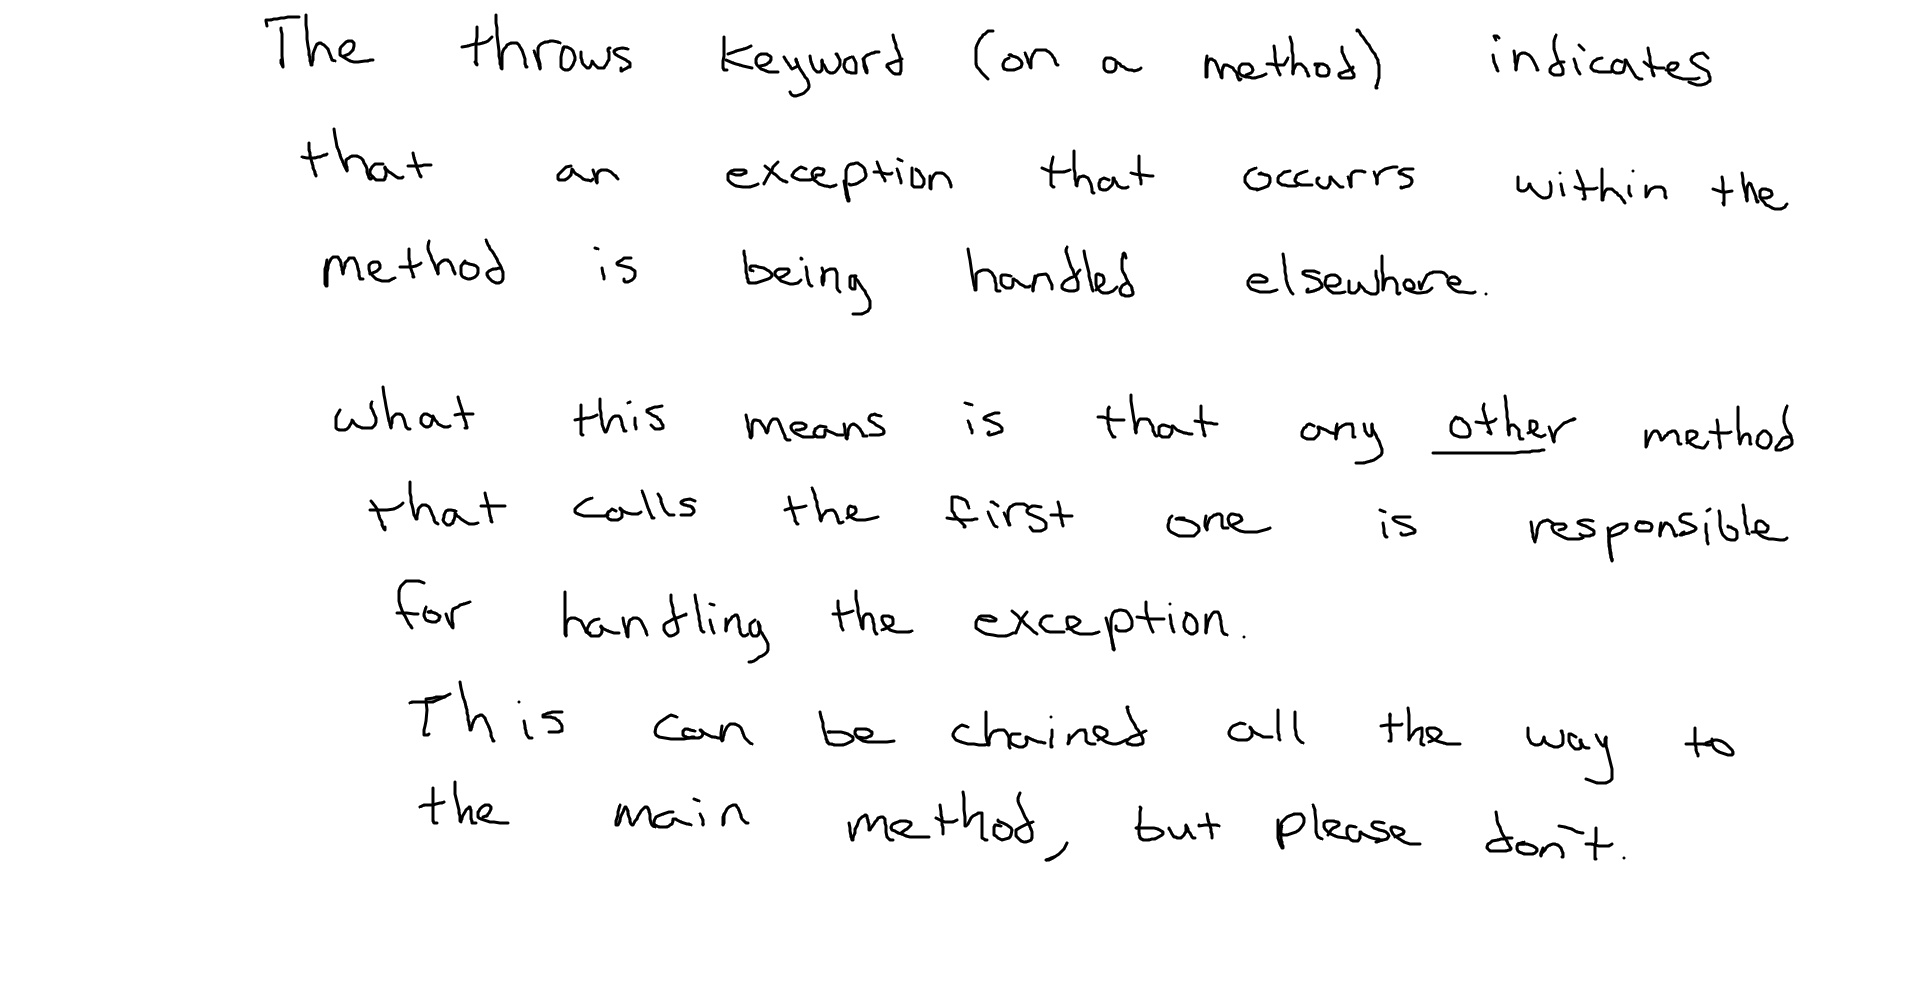 The throws keyword (on a method) indicates
that an exception that occurrs within the
method is being handled elsewhere.
what this means is that any other method
that calls the first one is responsible
for handling the exception.
This can be chained all the way to
the main method, but please don't.